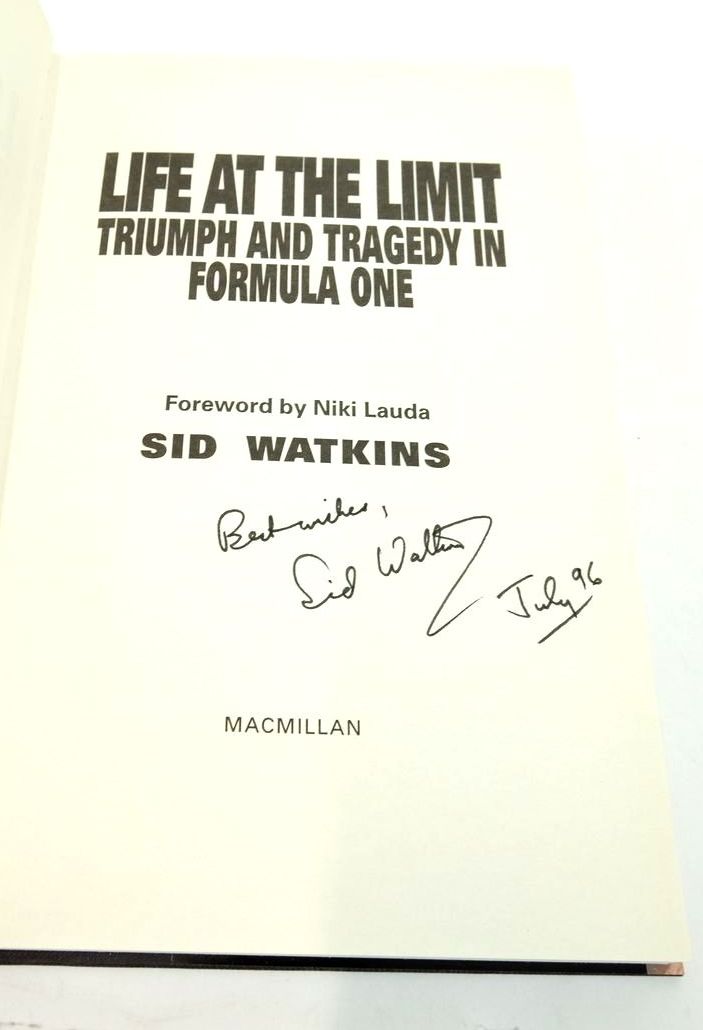 LIFE AT THE LIMIT
TRIUMPH AND TRAGEDY IN
FORMULA ONE
Foreword by Niki Lauda
SID WATKINS
Best wishes,
Sid Watkins
July 96
MACMILLAN